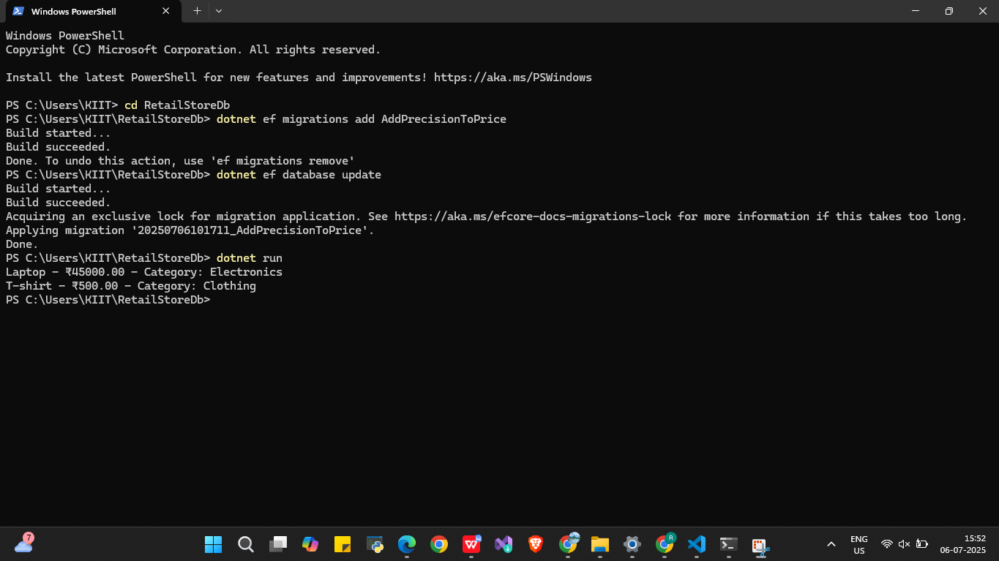 Windows PowerShell
Windows PowerShell
Copyright (C) Microsoft Corporation. All rights reserved.
Install the latest PowerShell for new features and improvements! https://aka.ms/PSWindows
PS C:\Users\KIIT> cd RetailStoreDb
PS C:\Users\KIIT\RetailStoreDb> dotnet ef migrations add AddPrecisionToPrice
Build started...
Build succeeded.
Done. To undo this action, use 'ef migrations remove'
PS C:\Users\KIIT\RetailStoreDb> dotnet ef database update
Build started...
Build succeeded.
Acquiring an exclusive lock for migration application. See https://aka.ms/efcore-docs-migrations-lock for more information if this takes too long.
Applying migration '20250706101711_AddPrecisionToPrice'.
Done.
PS C:\Users\KIIT\RetailStoreDb> dotnet run
Laptop - ₹45000.00 - Category: Electronics
T-shirt - ₹500.00 - Category: Clothing
PS C:\Users\KIIT\RetailStoreDb>
7
W
R
ENG
US
15:52
06-07-2025